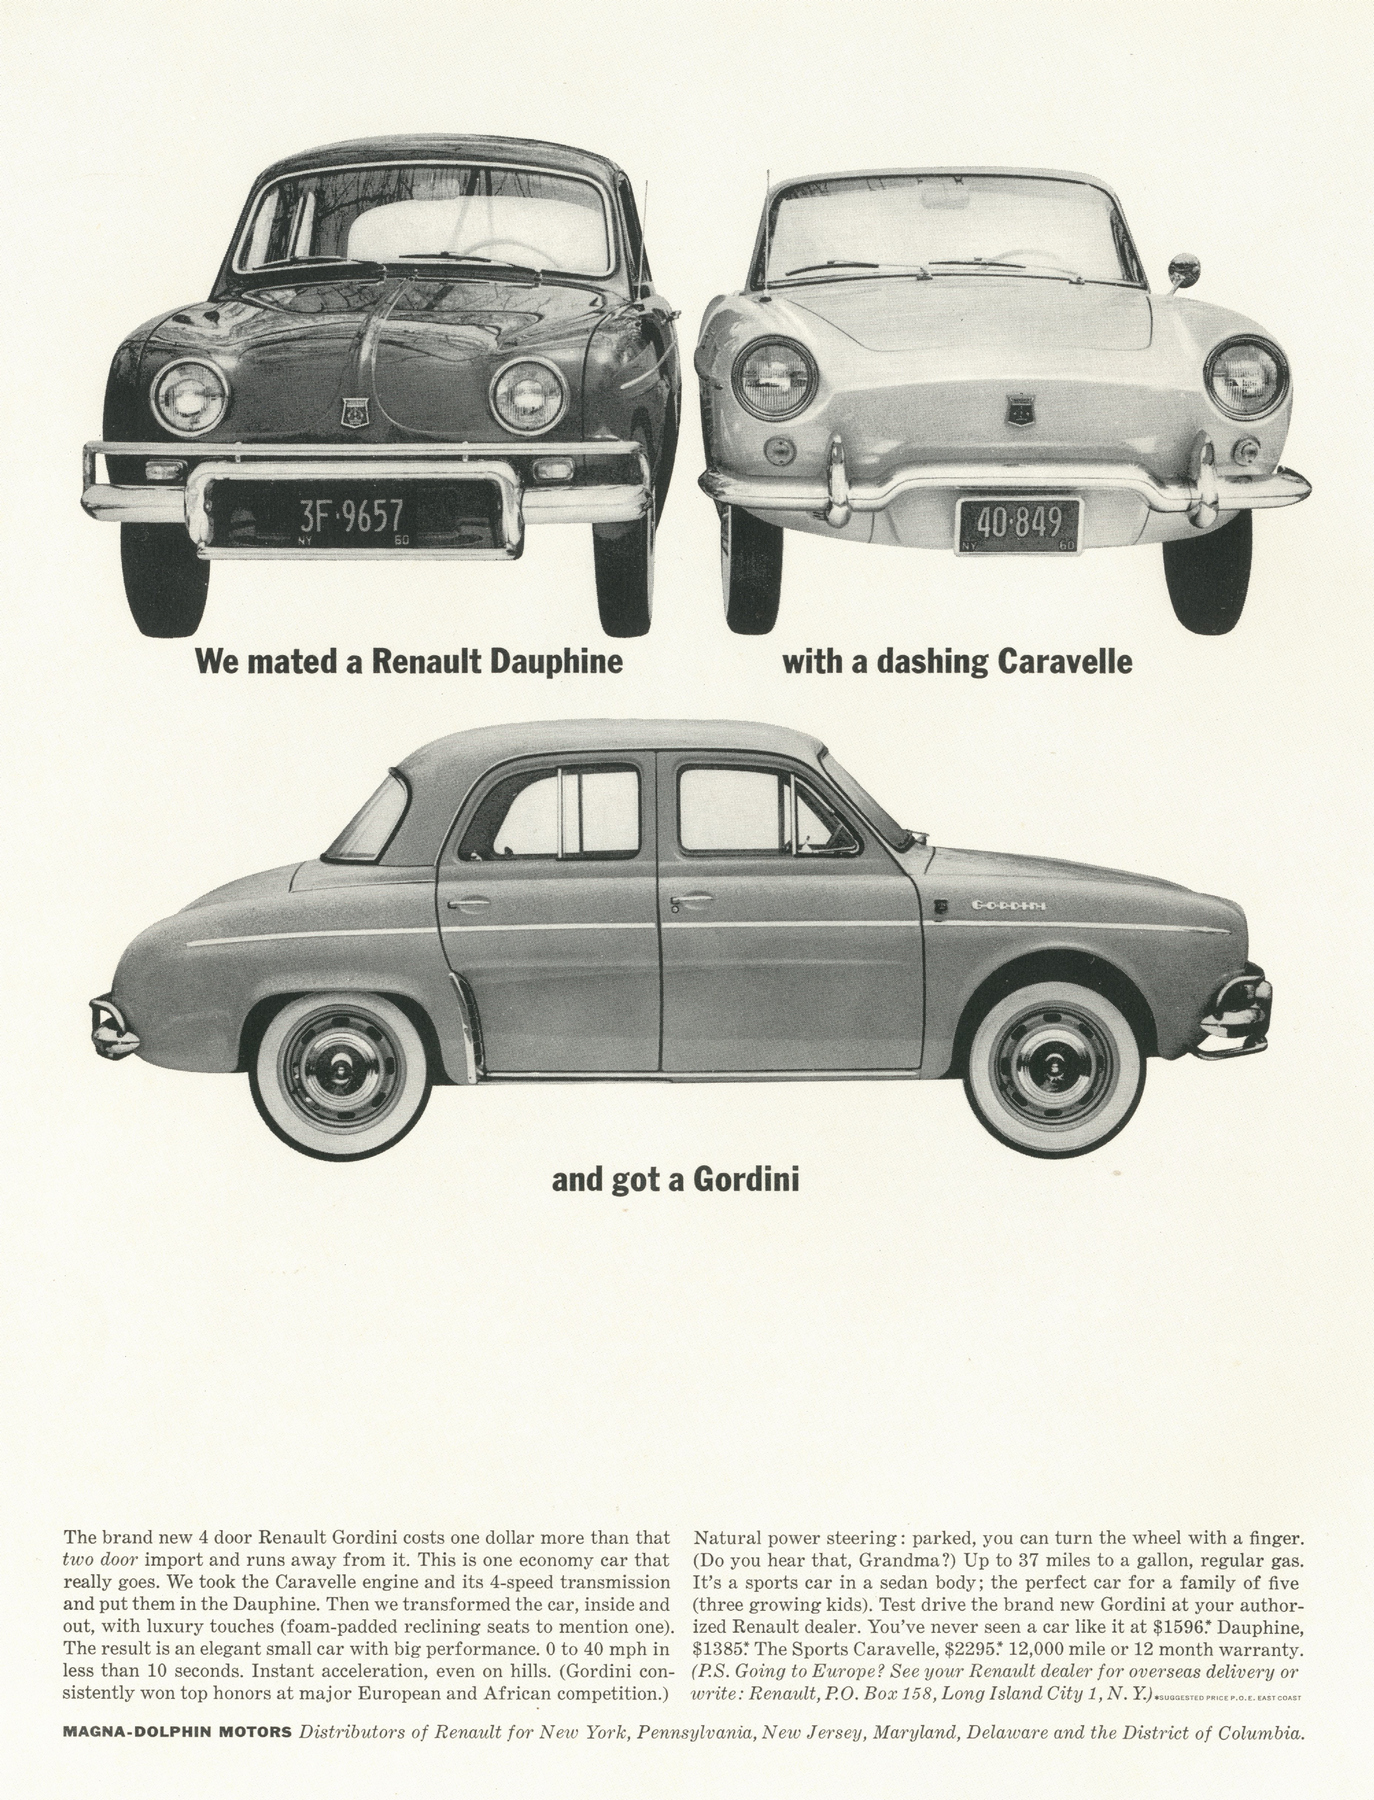 3F·9657
NY 60
40·849
NY 60
We mated a Renault Dauphine
with a dashing Caravelle
GORDINI
and got a Gordini
The brand new 4 door Renault Gordini costs one dollar more than that
two door import and runs away from it. This is one economy car that
really goes. We took the Caravelle engine and its 4-speed transmission
and put them in the Dauphine. Then we transformed the car, inside and
out, with luxury touches (foam-padded reclining seats to mention one).
The result is an elegant small car with big performance. 0 to 40 mph in
less than 10 seconds. Instant acceleration, even on hills. (Gordini con-
sistently won top honors at major European and African competition.)
Natural power steering: parked, you can turn the wheel with a finger.
(Do you hear that, Grandma?) Up to 37 miles to a gallon, regular gas.
It's a sports car in a sedan body; the perfect car for a family of five
(three growing kids). Test drive the brand new Gordini at your author-
ized Renault dealer. You've never seen a car like it at $1596.* Dauphine,
$1385.* The Sports Caravelle, $2295.* 12,000 mile or 12 month warranty.
(P.S. Going to Europe? See your Renault dealer for overseas delivery or
write: Renault, P.O. Box 158, Long Island City 1, N.Y.) *SUGGESTED PRICE P.O.E. EAST COAST
MAGNA-DOLPHIN MOTORS Distributors of Renault for New York, Pennsylvania, New Jersey, Maryland, Delaware and the District of Columbia.